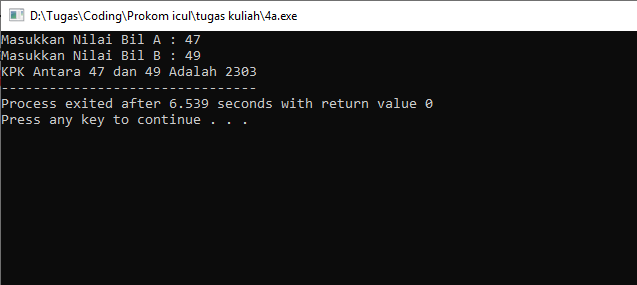 D:\Tugas\Coding\Prokom icul\tugas kuliah\4a.exe
Masukkan Nilai Bil A : 47
Masukkan Nilai Bil B : 49
KPK Antara 47 dan 49 Adalah 2303
--------------------------------
Process exited after 6.539 seconds with return value 0
Press any key to continue . . .